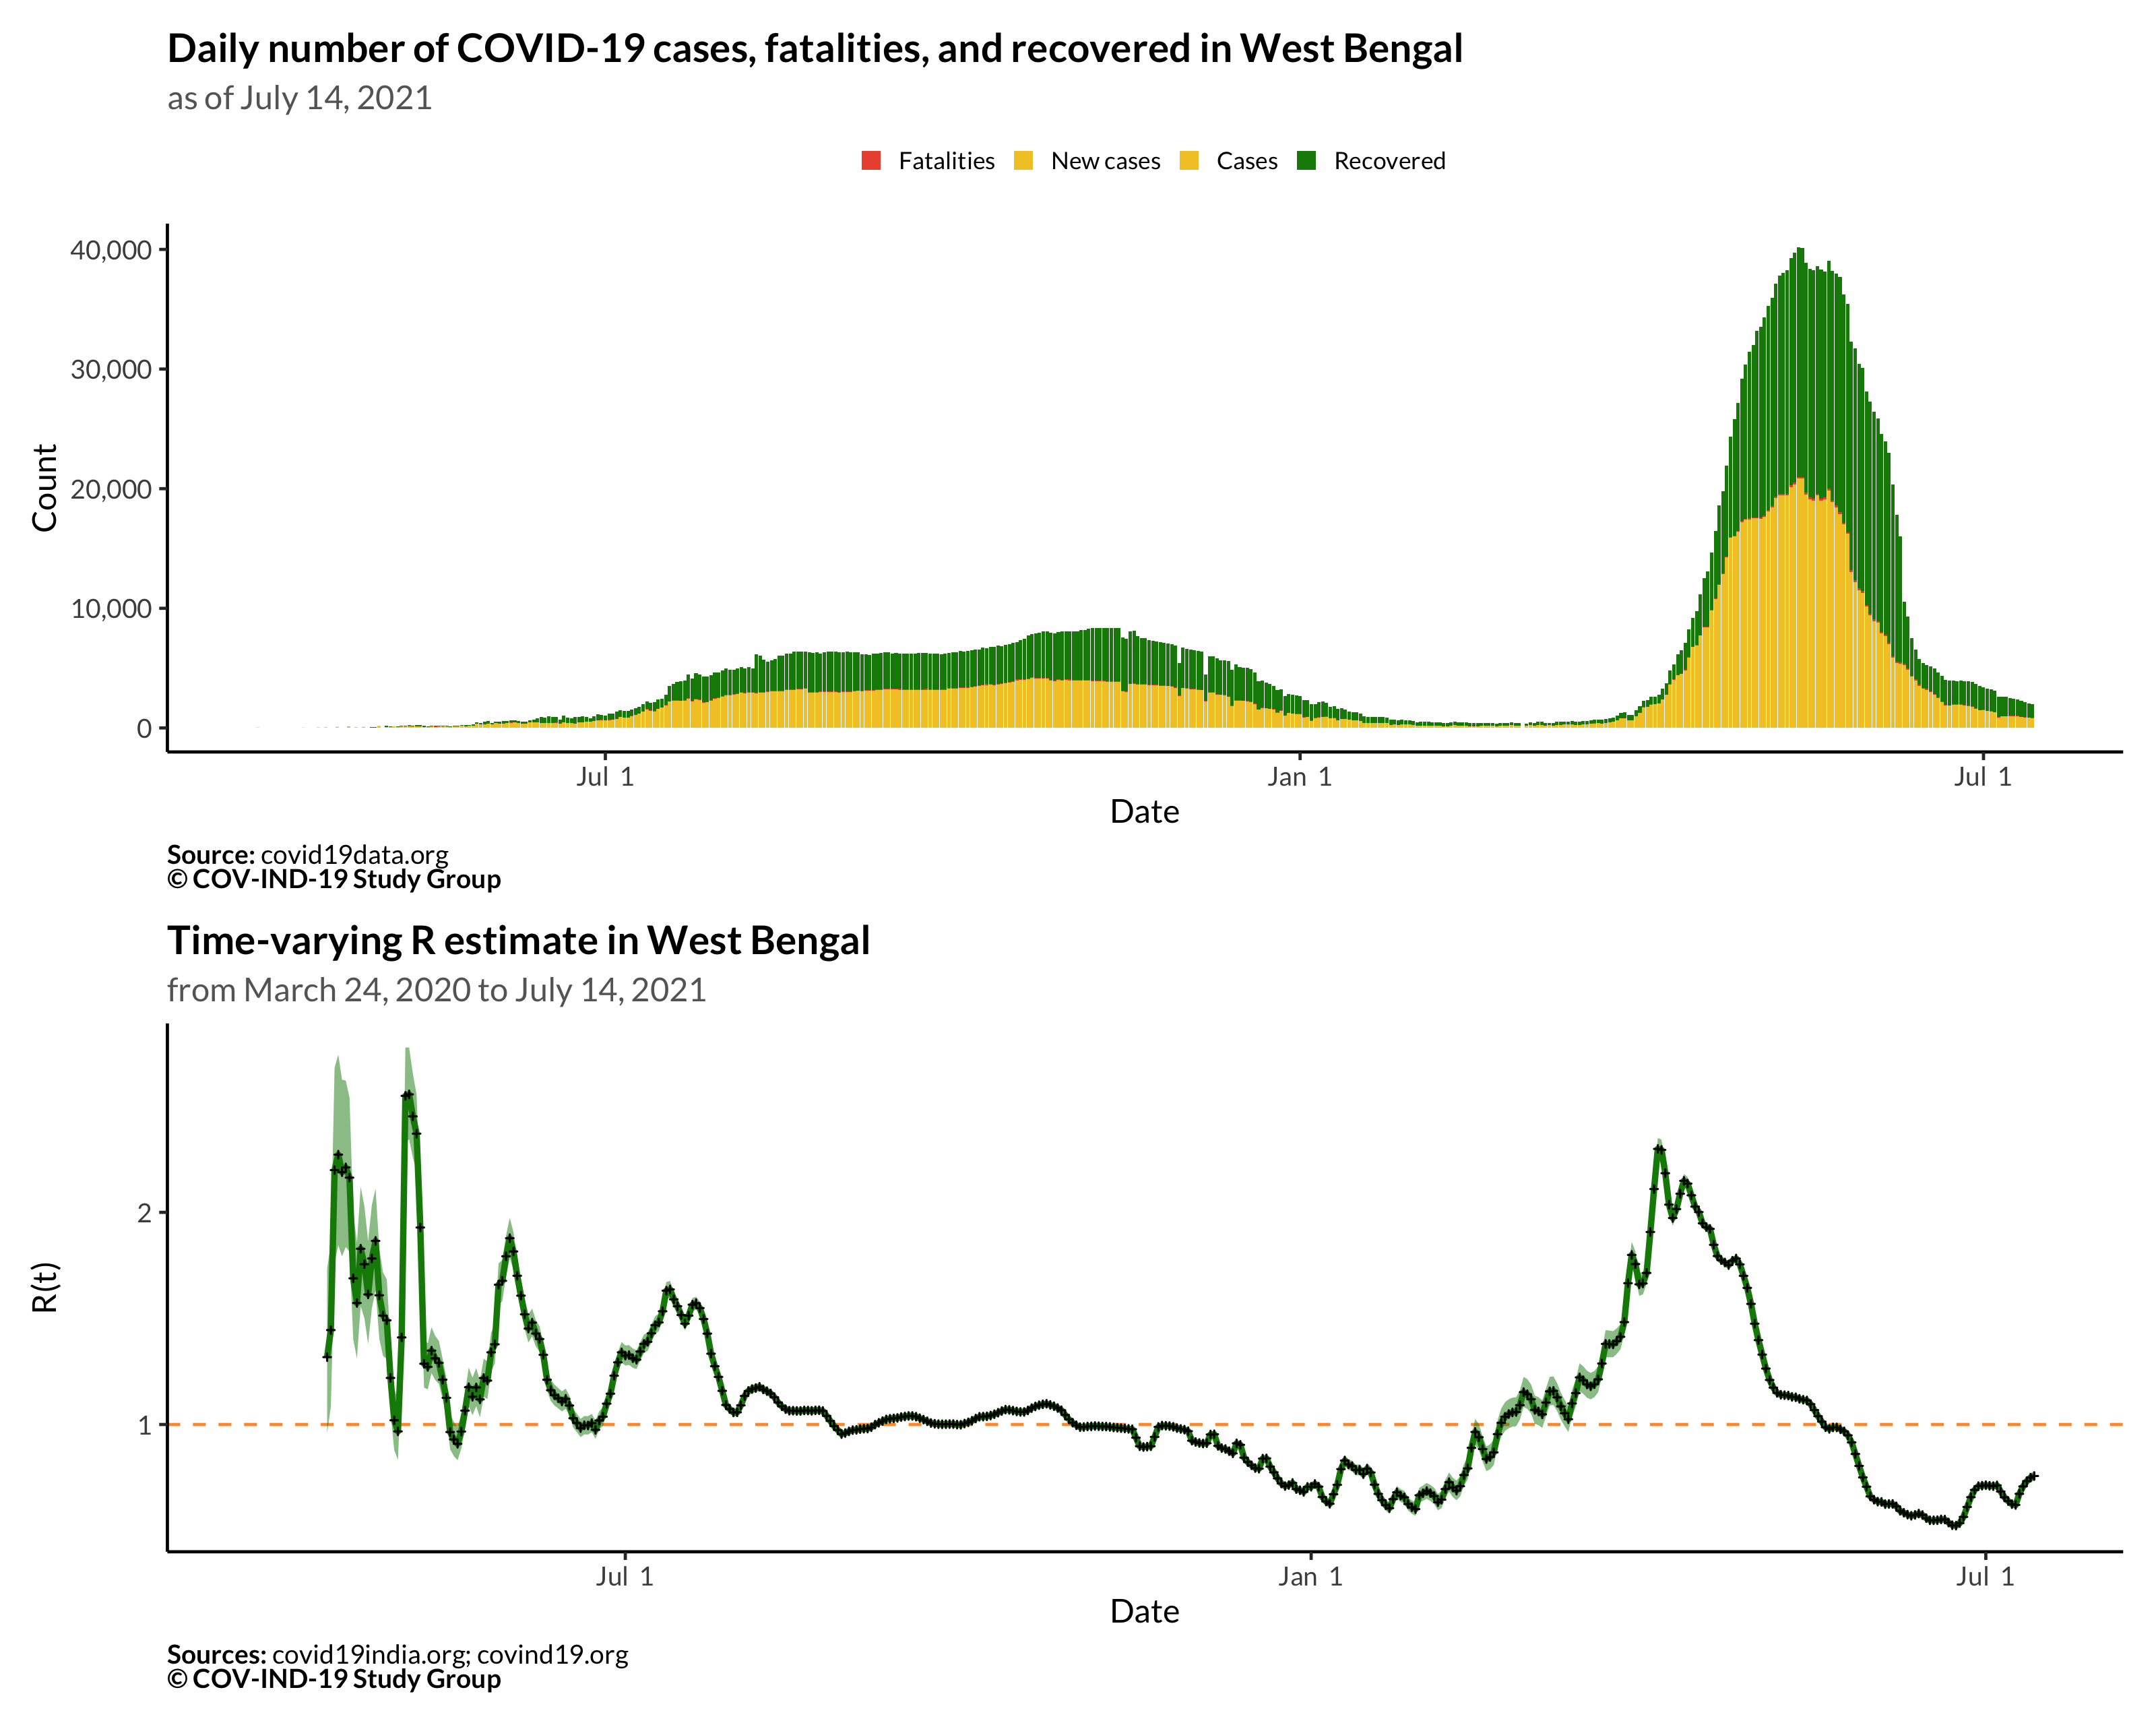 Daily number of COVID-19 cases, fatalities, and recovered in West Bengal
as of July 14, 2021
Fatalities New cases Cases Recovered
40,000
30,000
20,000
10,000
0
Count
Jul 1 Jan 1 Jul 1
Date
Source: covid19data.org
© COV-IND-19 Study Group
Time-varying R estimate in West Bengal
from March 24, 2020 to July 14, 2021
2
1
R(t)
Jul 1 Jan 1 Jul 1
Date
Sources: covid19india.org; covind19.org
© COV-IND-19 Study Group